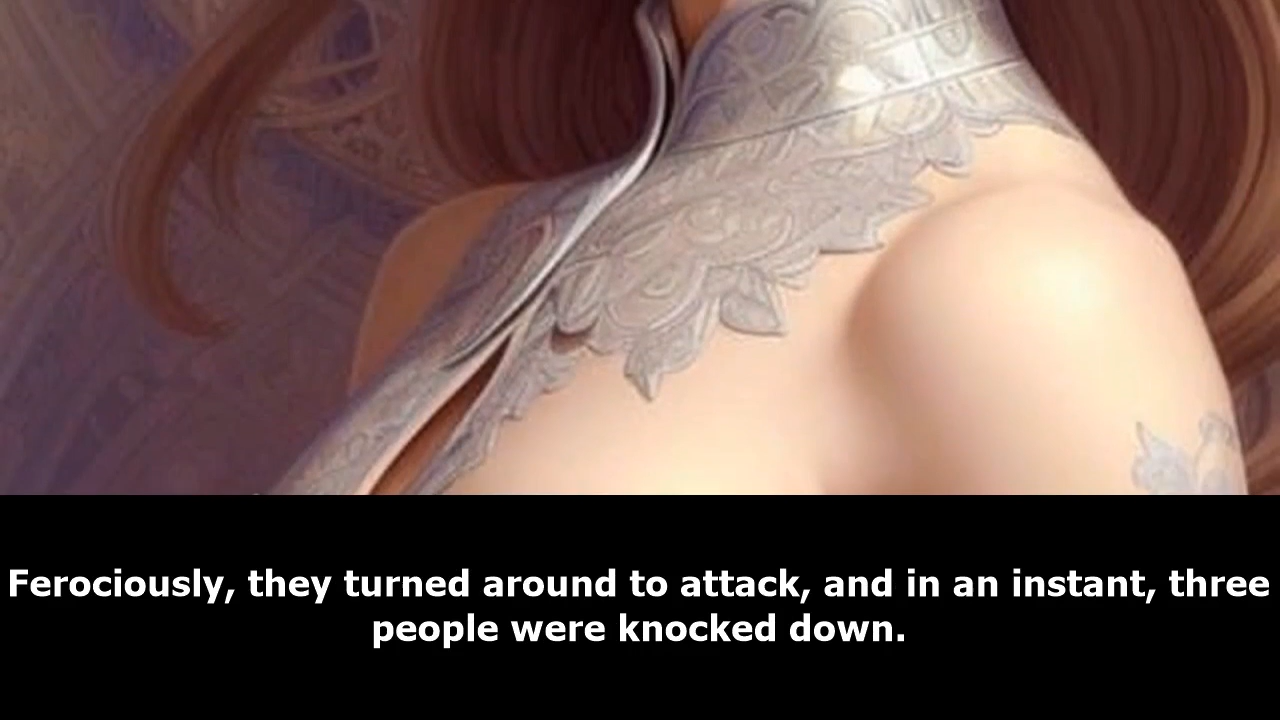 Ferociously, they turned around to attack, and in an instant, three
people were knocked down.